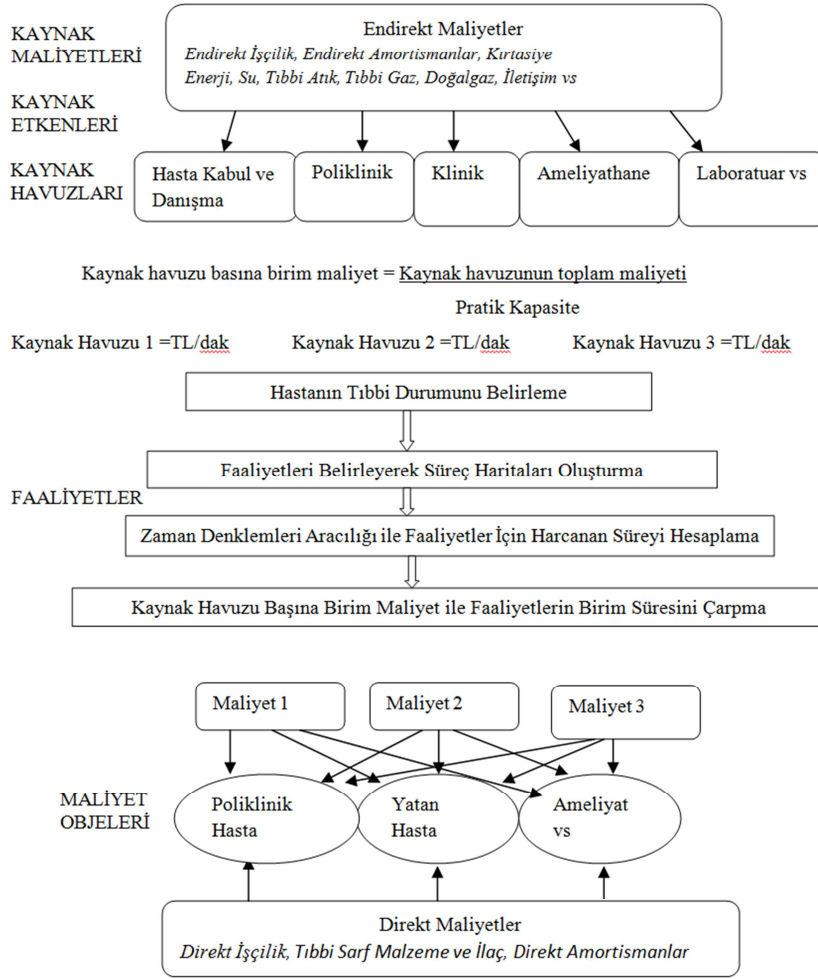 KAYNAK
MALİYETLERİ
Endirekt Maliyetler
Endirekt İşçilik, Endirekt Amortismanlar, Kırtasiye
Enerji, Su, Tıbbi Atık, Tıbbi Gaz, Doğalgaz, İletişim vs
KAYNAK
ETKENLERİ
KAYNAK
HAVUZLARI
Hasta Kabul ve
Danışma
Poliklinik
Klinik
Ameliyathane
Laboratuar vs
Kaynak havuzu basına birim maliyet = Kaynak havuzunun toplam maliyeti
Pratik Kapasite
Kaynak Havuzu 1 =TL/dak Kaynak Havuzu 2 =TL/dak Kaynak Havuzu 3 =TL/dak
Hastanın Tıbbi Durumunu Belirleme
Faaliyetleri Belirleyerek Süreç Haritaları Oluşturma
FAALİYETLER
Zaman Denklemleri Aracılığı ile Faaliyetler İçin Harcanan Süreyi Hesaplama
Kaynak Havuzu Başına Birim Maliyet ile Faaliyetlerin Birim Süresini Çarpma
Maliyet 1
Maliyet 2
Maliyet 3
MALİYET
OBJELERİ
Poliklinik
Hasta
Yatan
Hasta
Ameliyat
vs
Direkt Maliyetler
Direkt İşçilik, Tıbbi Sarf Malzeme ve İlaç, Direkt Amortismanlar